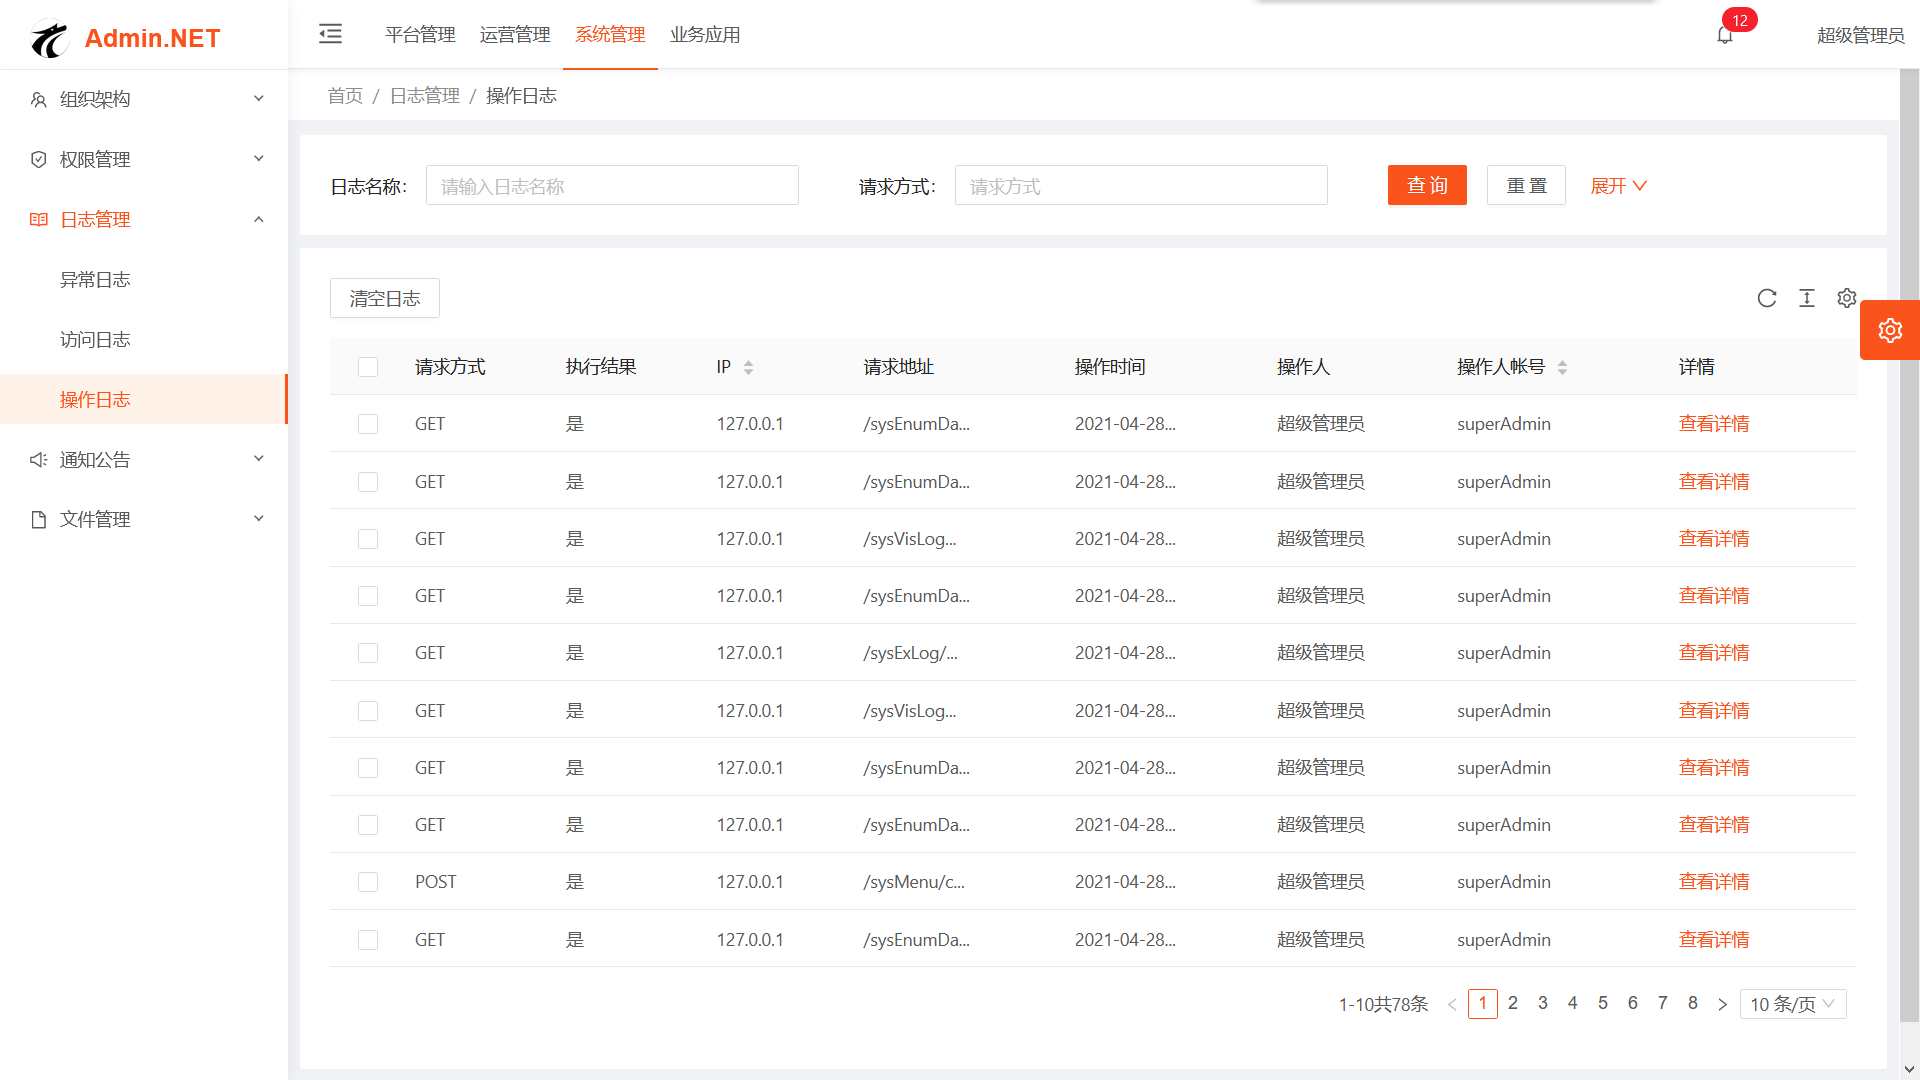 Admin.NET
平台管理 运营管理 系统管理 业务应用
12
超级管理员
组织架构
权限管理
日志管理
异常日志
访问日志
操作日志
通知公告
文件管理
首页 / 日志管理 / 操作日志
日志名称: 请输入日志名称 请求方式: 请求方式 查 询 重 置 展开
清空日志
请求方式 执行结果 IP 请求地址 操作时间 操作人 操作人帐号 详情
GET 是 127.0.0.1 /sysEnumDa... 2021-04-28... 超级管理员 superAdmin 查看详情
GET 是 127.0.0.1 /sysEnumDa... 2021-04-28... 超级管理员 superAdmin 查看详情
GET 是 127.0.0.1 /sysVisLog... 2021-04-28... 超级管理员 superAdmin 查看详情
GET 是 127.0.0.1 /sysEnumDa... 2021-04-28... 超级管理员 superAdmin 查看详情
GET 是 127.0.0.1 /sysExLog/... 2021-04-28... 超级管理员 superAdmin 查看详情
GET 是 127.0.0.1 /sysVisLog... 2021-04-28... 超级管理员 superAdmin 查看详情
GET 是 127.0.0.1 /sysEnumDa... 2021-04-28... 超级管理员 superAdmin 查看详情
GET 是 127.0.0.1 /sysEnumDa... 2021-04-28... 超级管理员 superAdmin 查看详情
POST 是 127.0.0.1 /sysMenu/c... 2021-04-28... 超级管理员 superAdmin 查看详情
GET 是 127.0.0.1 /sysEnumDa... 2021-04-28... 超级管理员 superAdmin 查看详情
1-10共78条 < 1 2 3 4 5 6 7 8 > 10 条/页